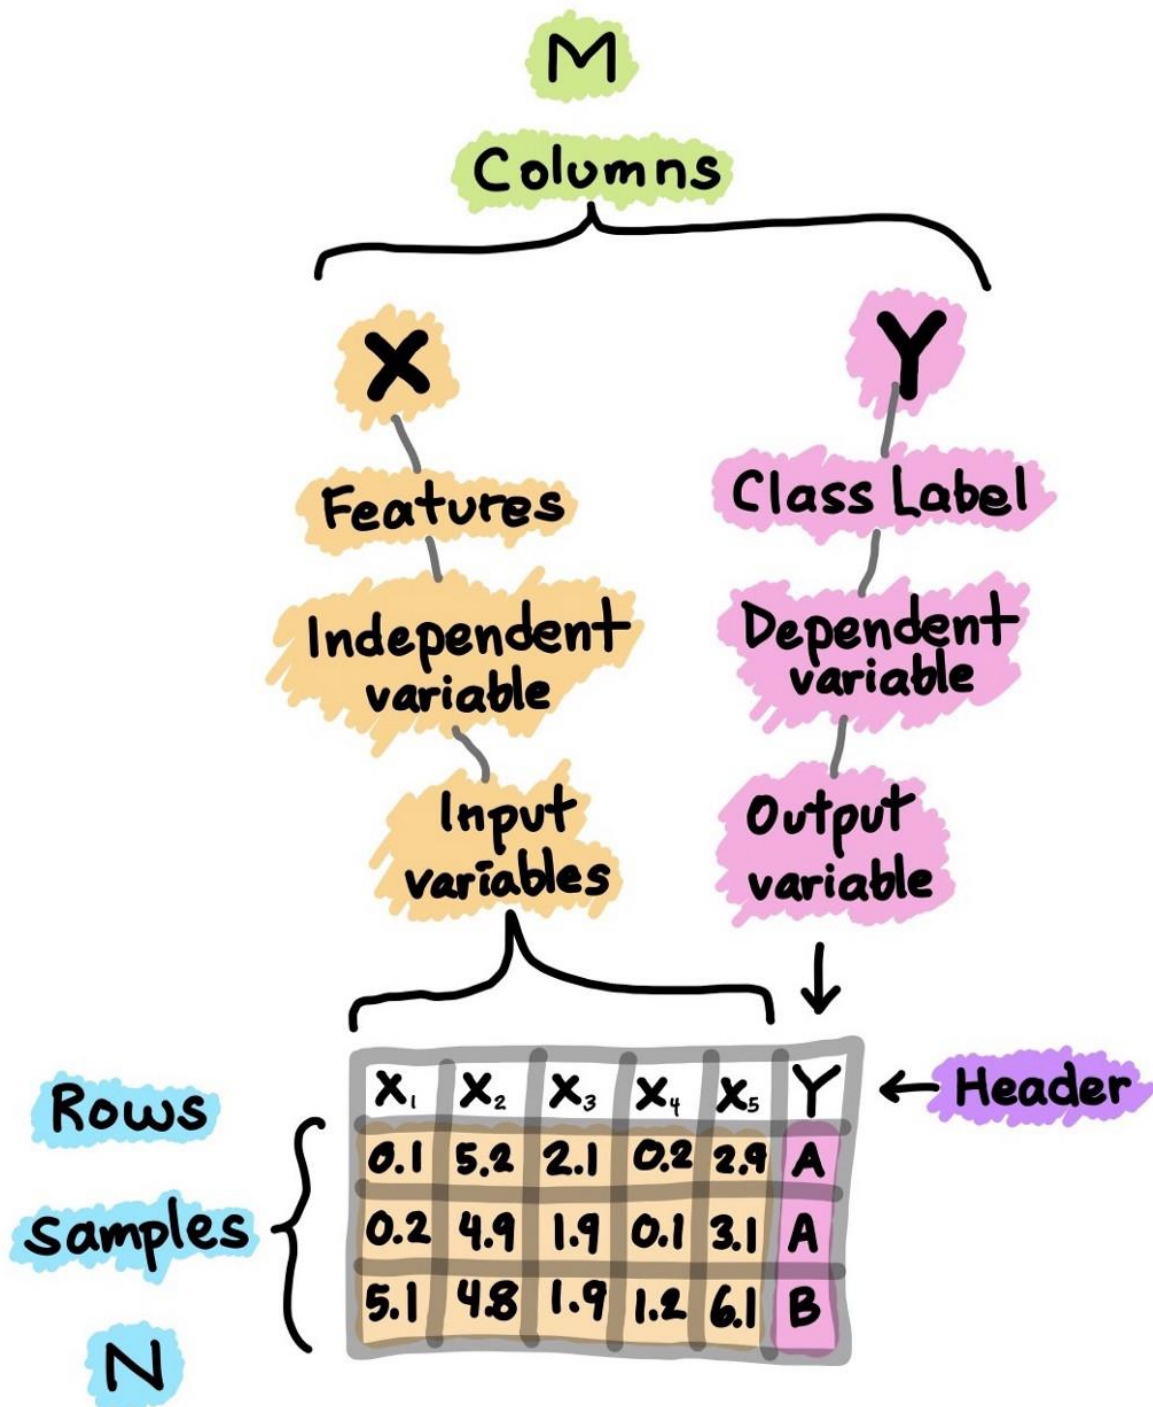 M
Columns
X
Y
Features
Class Label
Independent
variable
Dependent
variable
Input
variables
Output
variable
X₁ X₂ X₃ X₄ X₅ Y
Header
Rows
samples
N
0.1 5.2 2.1 0.2 2.9 A
0.2 4.9 1.9 0.1 3.1 A
5.1 4.8 1.9 1.2 6.1 B